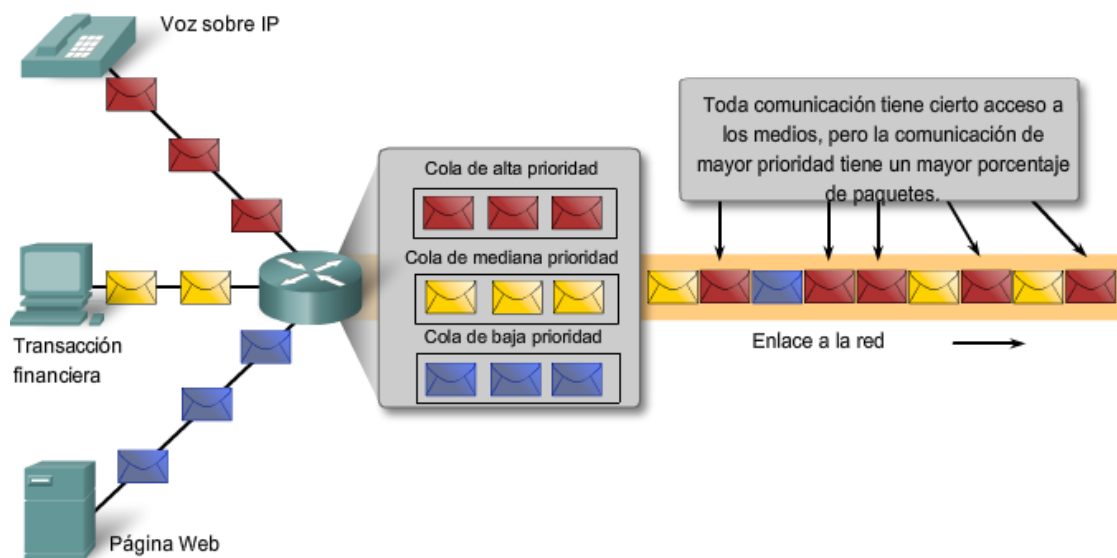 Voz sobre IP
Toda comunicación tiene cierto acceso a
los medios, pero la comunicación de
mayor prioridad tiene un mayor porcentaje
de paquetes.
Cola de alta prioridad
Cola de mediana prioridad
Cola de baja prioridad
Enlace a la red
Transacción
financiera
Página Web